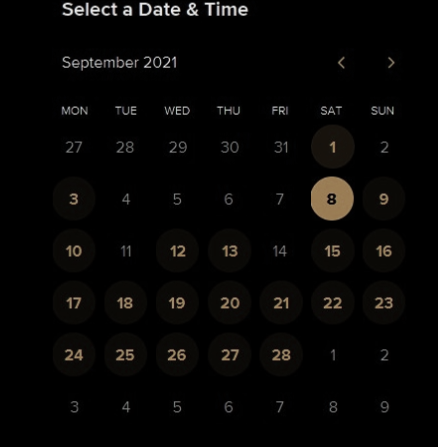 Select a Date & Time
September 2021
MON TUE WED THU FRI SAT SUN
27 28 29 30 31 1 2
3 4 5 6 7 8 9
10 11 12 13 14 15 16
17 18 19 20 21 22 23
24 25 26 27 28 1 2
3 4 5 6 7 8 9